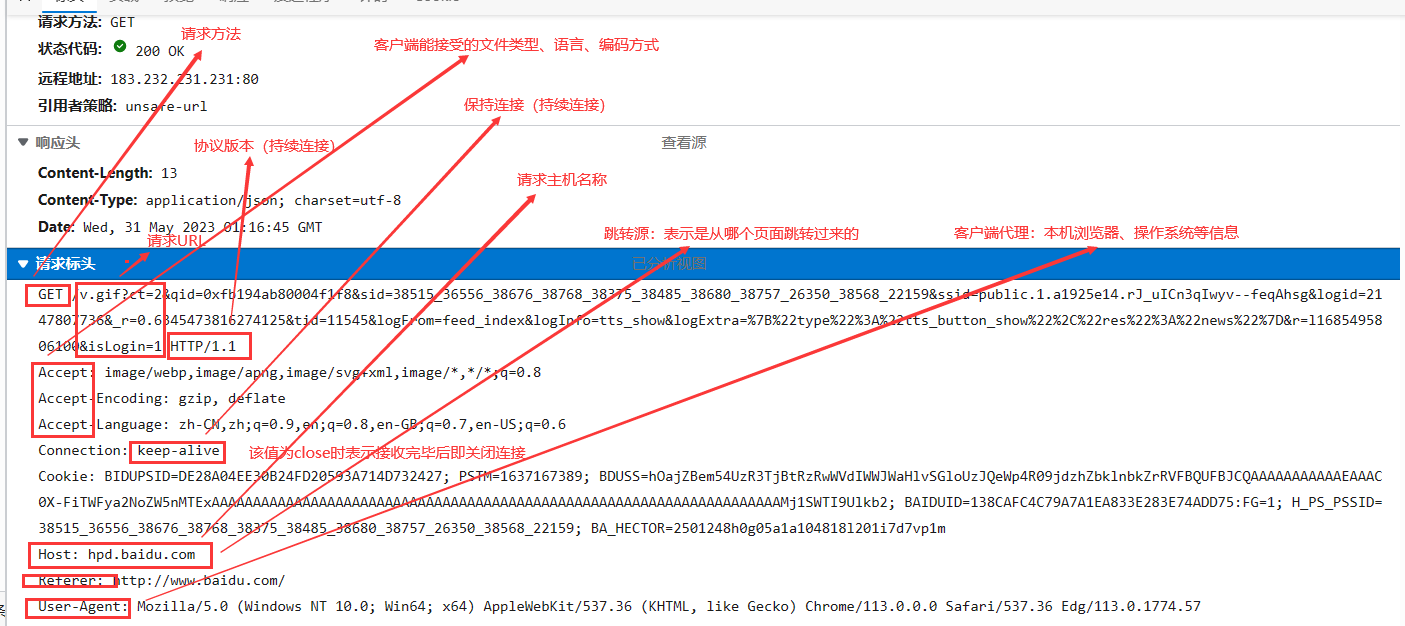 请求方法: GET
请求方法
状态代码: 200 OK
客户端能接受的文件类型、语言、编码方式
远程地址: 183.232.231.231:80
引用者策略: unsafe-url
保持连接（持续连接）
响应头
协议版本（持续连接）
查看源
Content-Length: 13
请求主机名称
Content-Type: application/json; charset=utf-8
Date: Wed, 31 May 2023 01:16:45 GMT
请求URL
跳转源：表示是从哪个页面跳转过来的
客户端代理：本机浏览器、操作系统等信息
请求标头
已分析视图
GET /v.gif?ct=2&qid=0xfb194ab80004f1f8&sid=38515_36556_38676_38768_38375_38485_38680_38757_26350_38568_22159&ssid=public.1.a1925e14.rJ_uICn3qIwyv--feqAhsg&logid=21
47807736&_r=0.6345473816274125&tid=11545&logFrom=feed_index&logInfo=tts_show&logExtra=%7B%22type%22%3A%22tts_button_show%22%2C%22res%22%3A%22news%22%7D&r=l1684958
06100&isLogin=1 HTTP/1.1
Accept: image/webp,image/apng,image/svg+xml,image/*,*/*;q=0.8
Accept-Encoding: gzip, deflate
Accept-Language: zh-CN,zh;q=0.9,en;q=0.8,en-GB;q=0.7,en-US;q=0.6
Connection: keep-alive
该值为close时表示接收完毕后即关闭连接
Cookie: BIDUPSID=DE28A04EE30B24FD20593A714D732427; PSTM=1637167389; BDUSS=hOajZBem54UzR3TjBtRzRwWVdIWWJWaHlvSGloUzJQeWp4R09jdzhZbklnbkZrRVFBQUFBJCQAAAAAAAAAAAEAAAC
0X-FiTWFya2NoZW5nMTExAAAAAAAAAAAAAAAAAAAAAAAAAAAAAAAAAAAAAAAAAAAAAAAAAAAAAAAAAAAAAAAAAAAAAMj1SWTI9Ulkb2; BAIDUID=138CAFC4C79A7A1EA833E283E74ADD75:FG=1; H_PS_PSSID=
38515_36556_38676_38768_38375_38485_38680_38757_26350_38568_22159; BA_HECTOR=2501248h0g05a1a104818l201i7d7vp1m
Host: hpd.baidu.com
Referer: http://www.baidu.com/
User-Agent: Mozilla/5.0 (Windows NT 10.0; Win64; x64) AppleWebKit/537.36 (KHTML, like Gecko) Chrome/113.0.0.0 Safari/537.36 Edg/113.0.1774.57